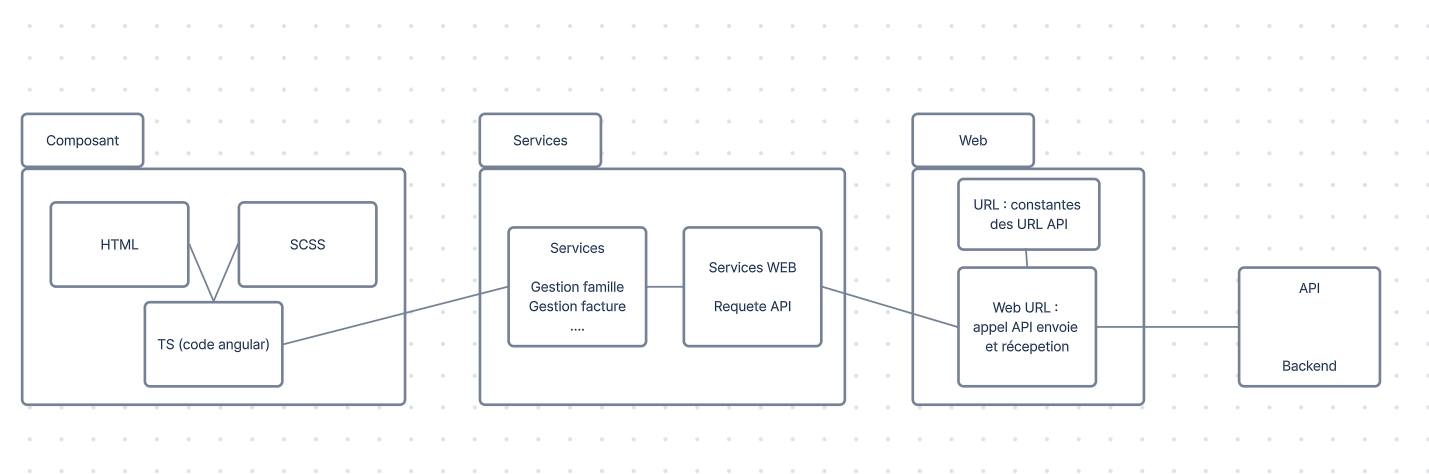 Composant
HTML
SCSS
TS (code angular)
Services
Services
Gestion famille
Gestion facture
....
Services WEB
Requete API
Web
URL : constantes
des URL API
Web URL :
appel API envoie
et récepetion
API
Backend